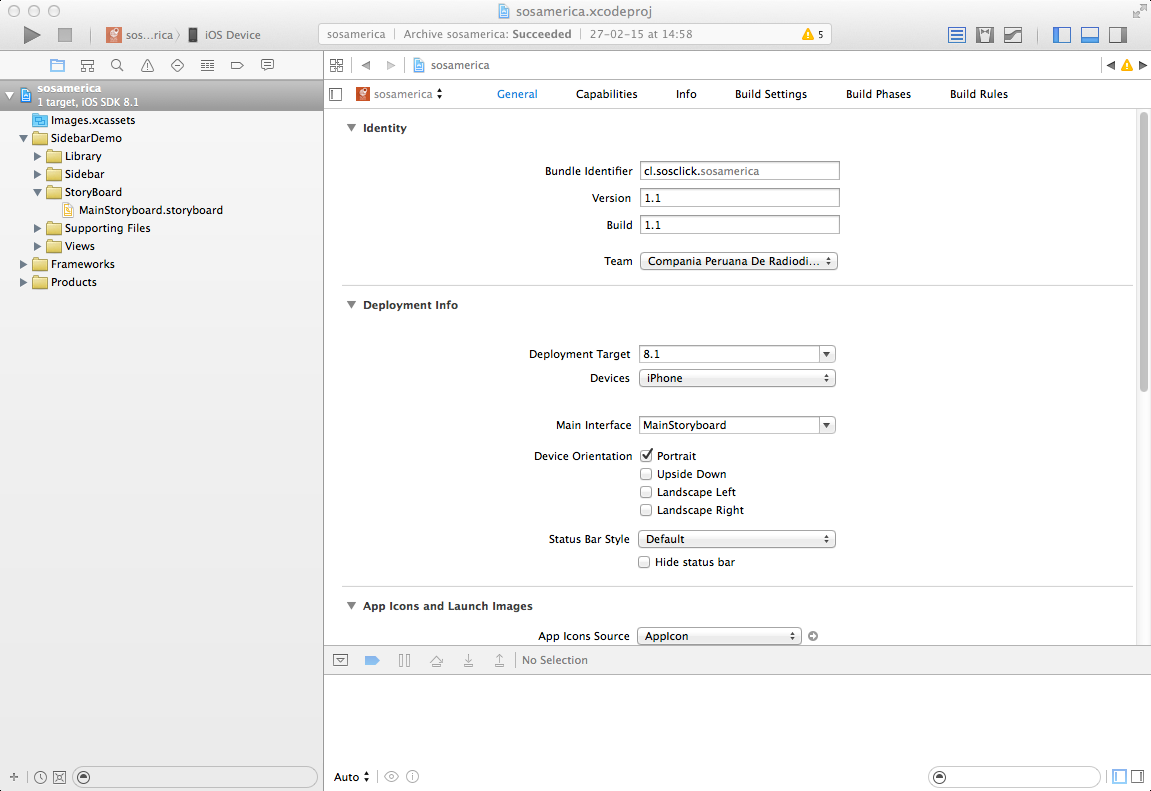 sosamerica.xcodeproj
sos...rica
iOS Device
sosamerica
Archive sosamerica: Succeeded
27-02-15 at 14:58
5
sosamerica
sosamerica
1 target, iOS SDK 8.1
Images.xcassets
SidebarDemo
Library
Sidebar
StoryBoard
MainStoryboard.storyboard
Supporting Files
Views
Frameworks
Products
sosamerica
General
Capabilities
Info
Build Settings
Build Phases
Build Rules
Identity
Bundle Identifier cl.sosclick.sosamerica
Version 1.1
Build 1.1
Team Compania Peruana De Radiodi...
Deployment Info
Deployment Target 8.1
Devices iPhone
Main Interface MainStoryboard
Device Orientation Portrait
Upside Down
Landscape Left
Landscape Right
Status Bar Style Default
Hide status bar
App Icons and Launch Images
App Icons Source AppIcon
No Selection
Auto